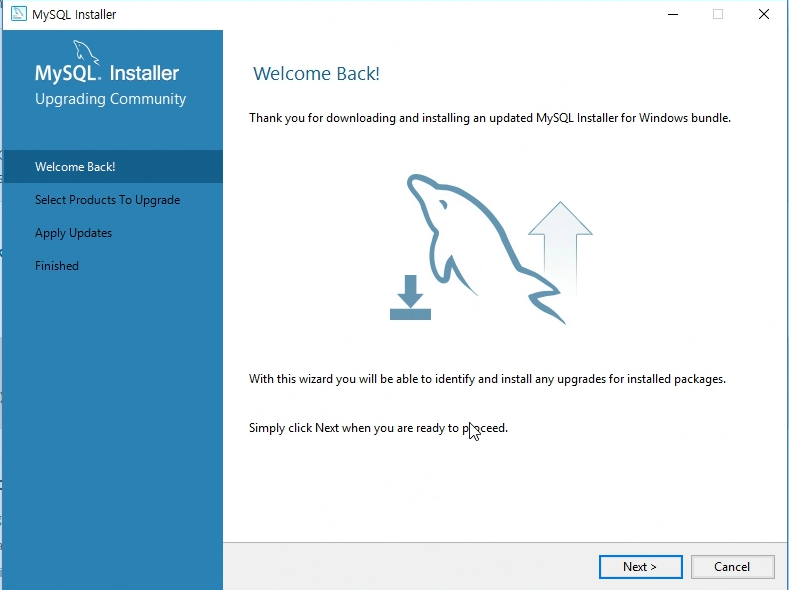 MySQL Installer
MySQL. Installer
Upgrading Community
Welcome Back!
Select Products To Upgrade
Apply Updates
Finished
Welcome Back!
Thank you for downloading and installing an updated MySQL Installer for Windows bundle.
With this wizard you will be able to identify and install any upgrades for installed packages.
Simply click Next when you are ready to proceed.
Next >
Cancel